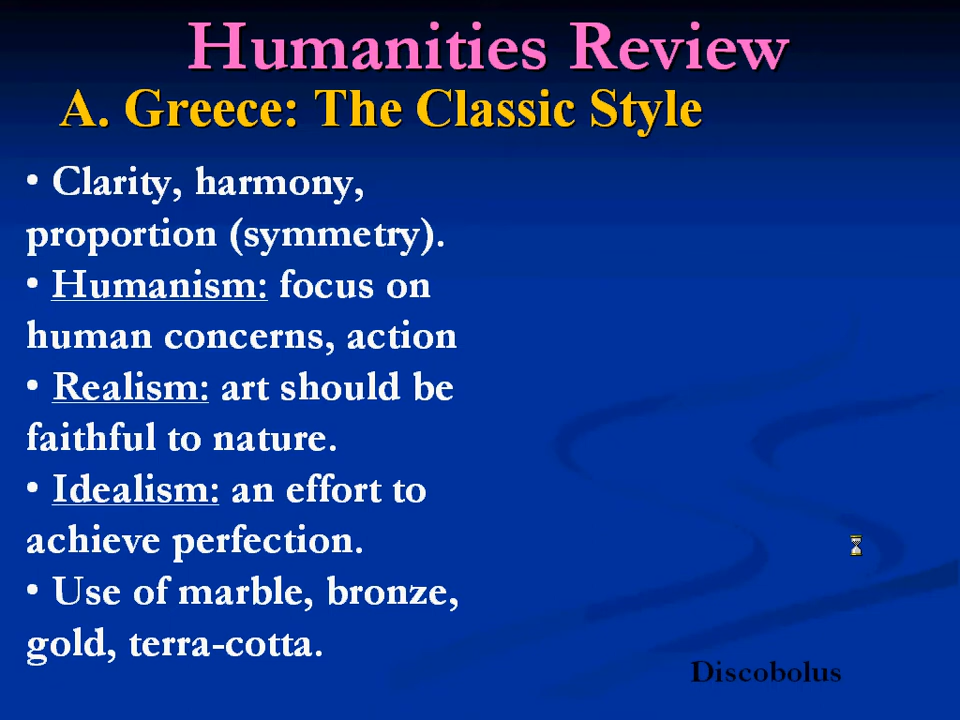 Humanities Review
A. Greece: The Classic Style
• Clarity, harmony,
proportion (symmetry).
• Humanism: focus on
human concerns, action
• Realism: art should be
faithful to nature.
• Idealism: an effort to
achieve perfection.
• Use of marble, bronze,
gold, terra-cotta.
Discobolus